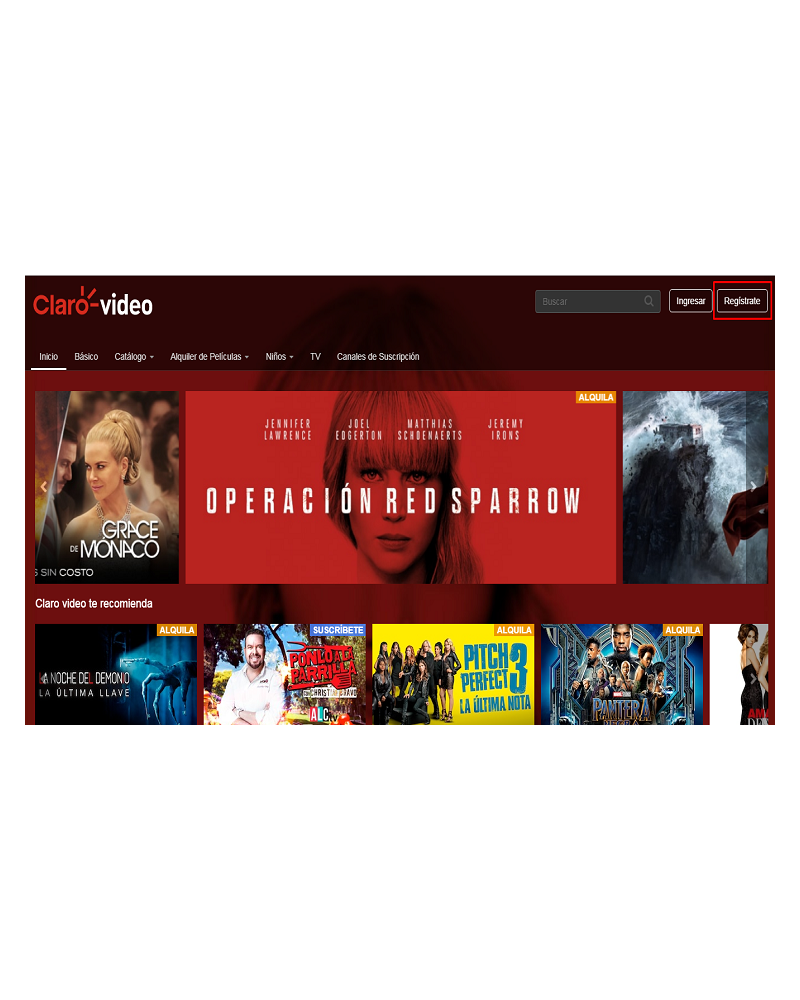 Claro-video
Buscar
Ingresar
Regístrate
Inicio
Básico
Catálogo
Alquiler de Películas
Niños
TV
Canales de Suscripción
GRACE
DE MÓNACO
SIN COSTO
ALQUILA
JENNIFER LAWRENCE
JOEL EDGERTON
MATTHIAS SCHOENAERTS
JEREMY IRONS
OPERACIÓN RED SPARROW
Claro video te recomienda
ALQUILA
LA NOCHE DEL DEMONIO
LA ÚLTIMA LLAVE
SUSCRÍBETE
PONLO A
PARRILLA
CON CHRISTIAN BRAVO
ALC
ALQUILA
PITCH
PERFECT 3
LA ÚLTIMA NOTA
ALQUILA
PANTERA
NEGRA